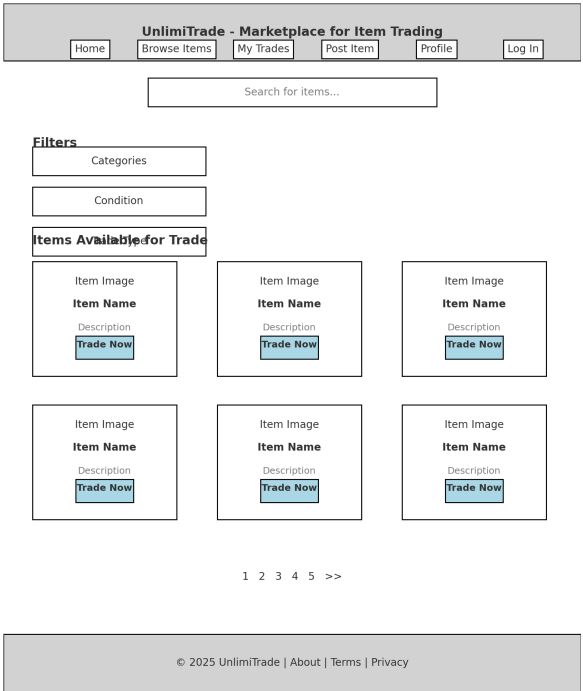 UnlimiTrade - Marketplace for Item Trading
Home Browse Items My Trades Post Item Profile Log In
Search for items...
Filters
Categories
Condition
Items Available for Trade
Item Image Item Image Item Image
Item Name Item Name Item Name
Description Description Description
Trade Now Trade Now Trade Now
Item Image Item Image Item Image
Item Name Item Name Item Name
Description Description Description
Trade Now Trade Now Trade Now
1 2 3 4 5 >>
© 2025 UnlimiTrade | About | Terms | Privacy